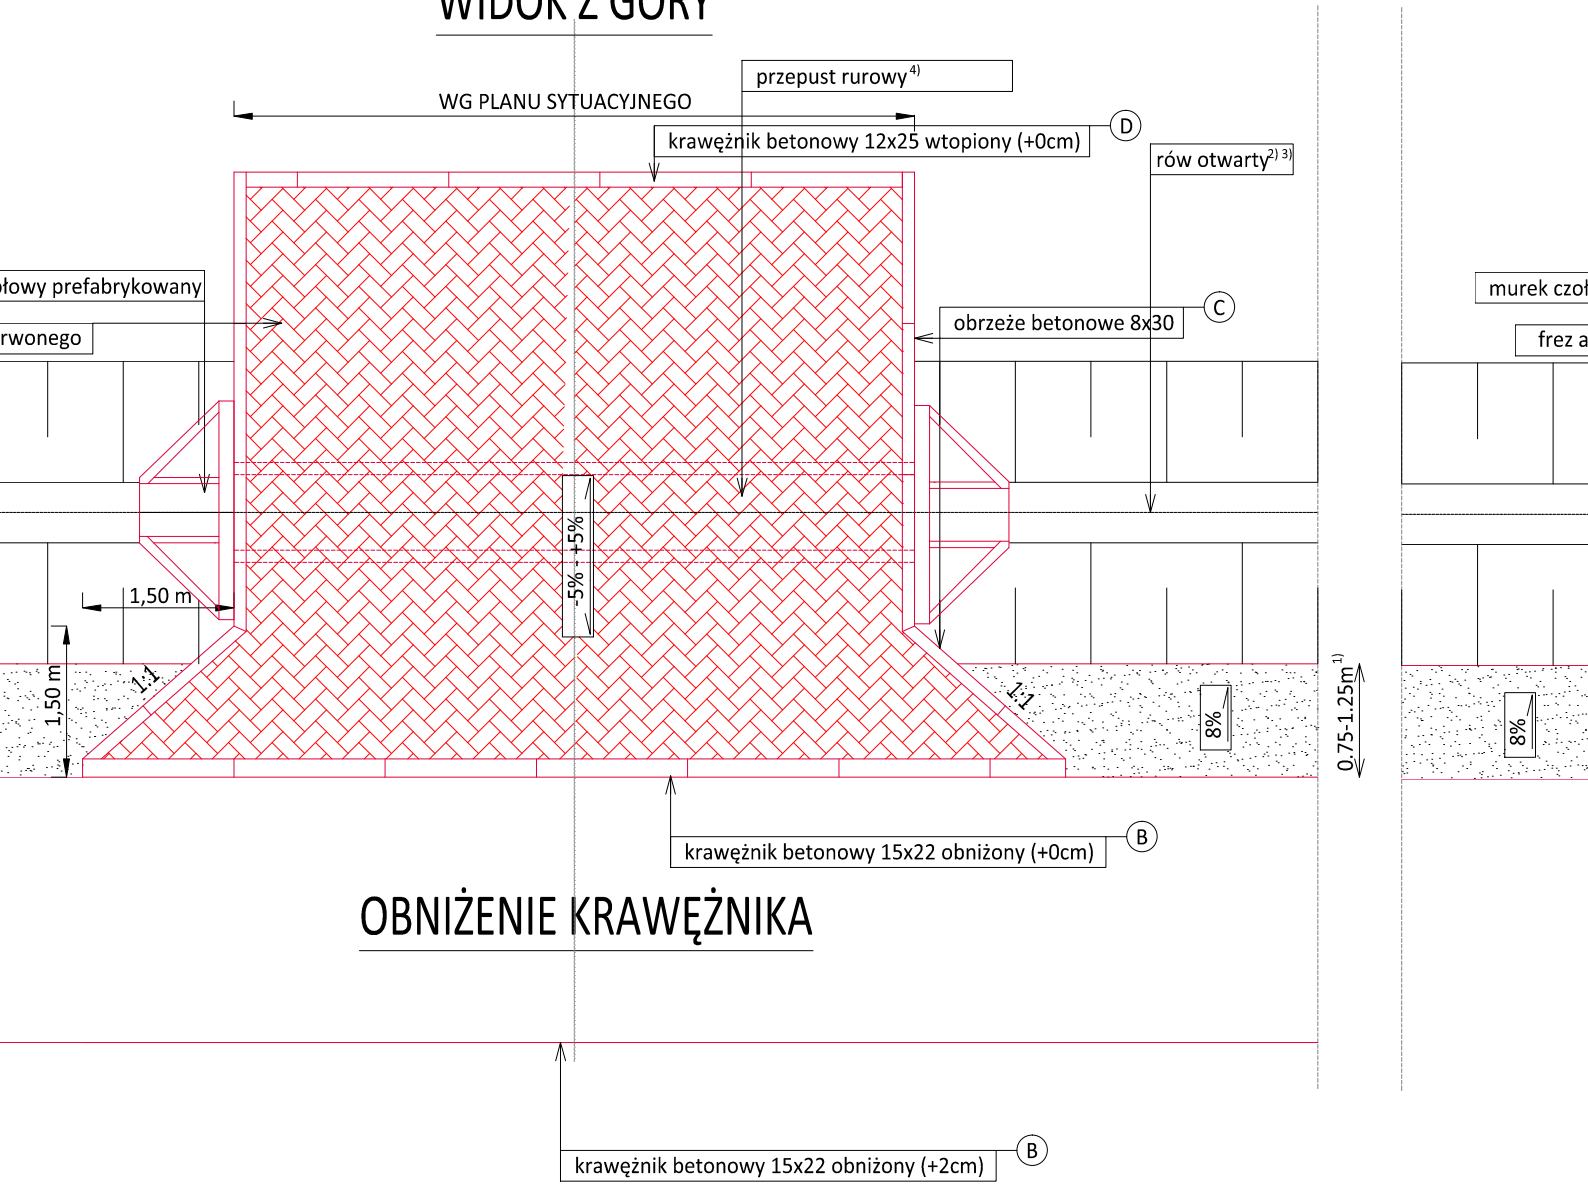 WIDOK Z GÓRY
przepust rurowy4)
WG PLANU SYTUACYJNEGO
D
krawężnik betonowy 12x25 wtopiony (+0cm)
rów otwarty2) 3)
ołowy prefabrykowany
murek czoł
C
obrzeże betonowe 8x30
rwonego
frez a
-5% - +5%
1,50 m
1,50 m
1:1
1:1
8%
0.75-1.25m1)
8%
B
krawężnik betonowy 15x22 obniżony (+0cm)
OBNIŻENIE KRAWĘŻNIKA
B
krawężnik betonowy 15x22 obniżony (+2cm)